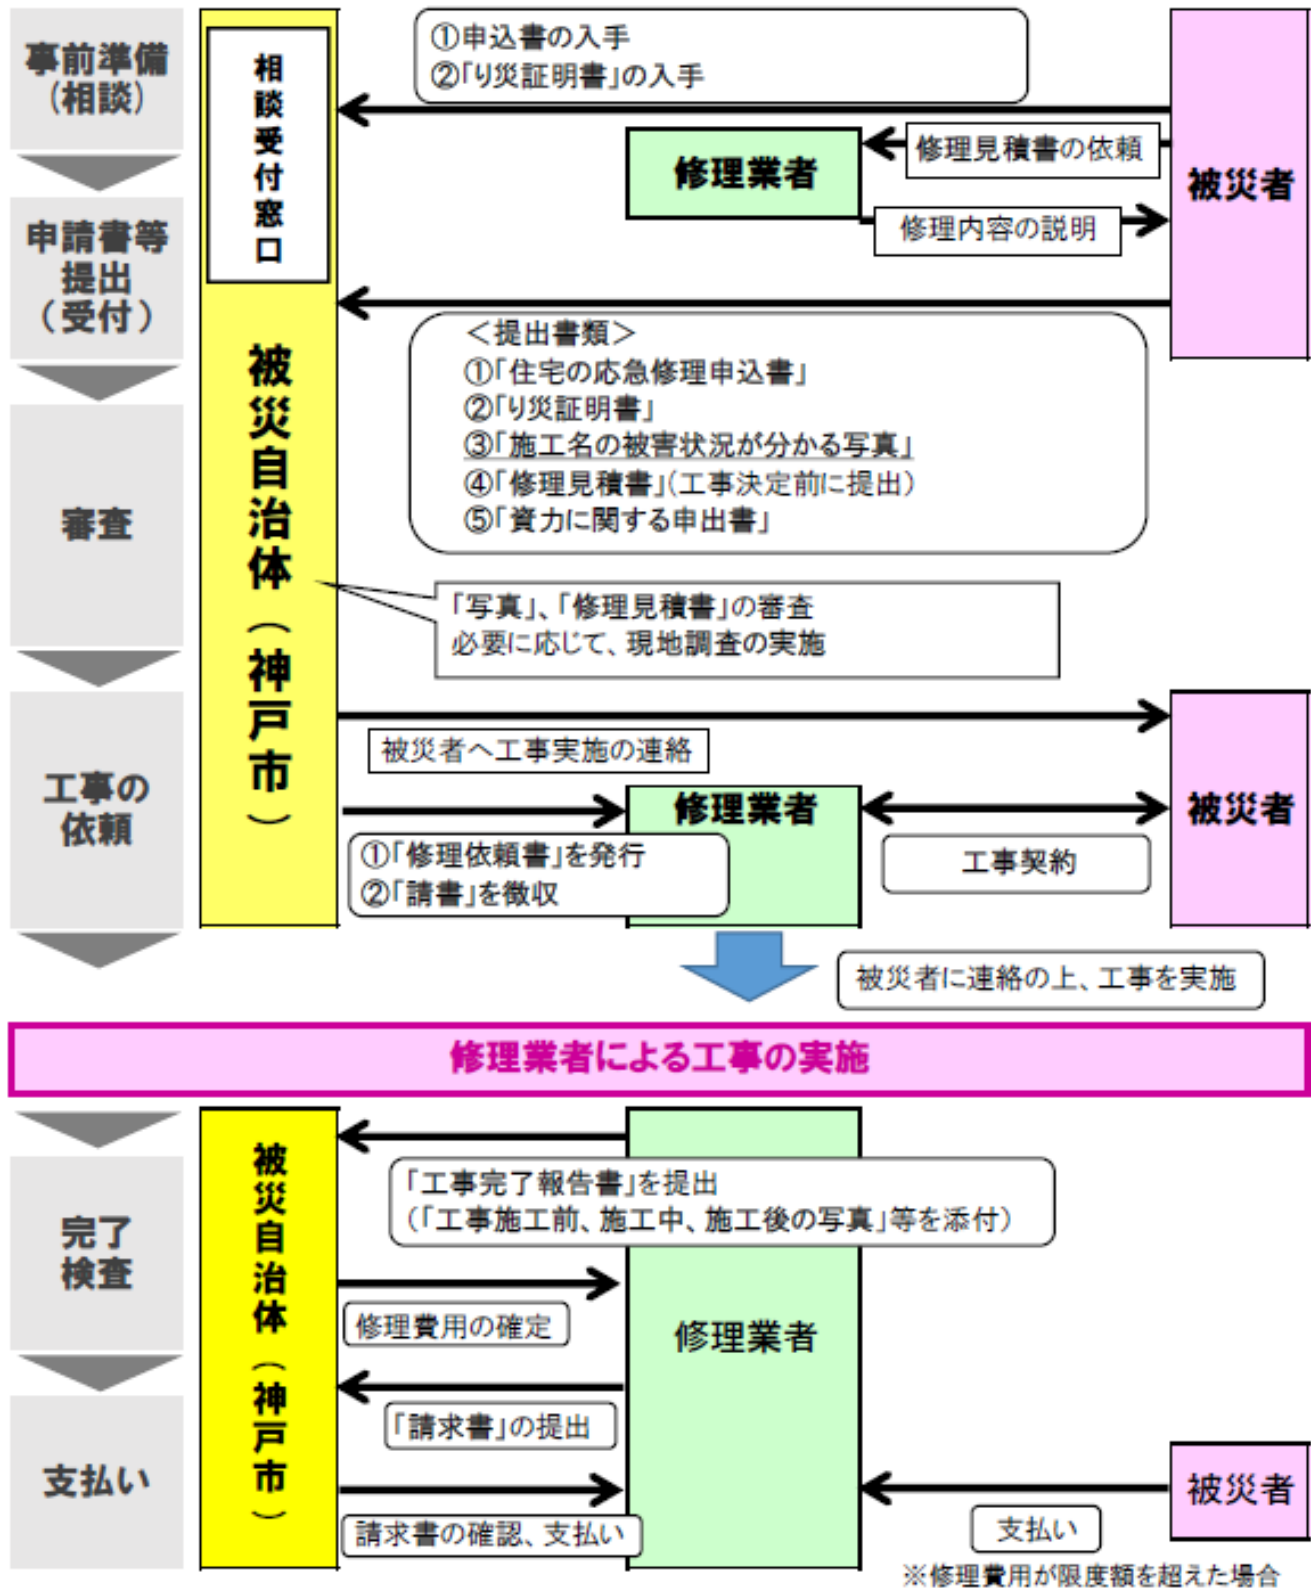 事前準備
(相談)
相談受付窓口
①申込書の入手
②「り災証明書」の入手
修理業者
修理見積書の依頼
修理内容の説明
被災者
申請書等
提出
(受付)
被災自治体(神戸市)
<提出書類>
①「住宅の応急修理申込書」
②「り災証明書」
③「施工名の被害状況が分かる写真」
④「修理見積書」(工事決定前に提出)
⑤「資力に関する申出書」
審査
「写真」、「修理見積書」の審査
必要に応じて、現地調査の実施
工事の
依頼
被災者へ工事実施の連絡
修理業者
被災者
①「修理依頼書」を発行
②「請書」を徴収
工事契約
被災者に連絡の上、工事を実施
修理業者による工事の実施
完了
検査
被災自治体(神戸市)
「工事完了報告書」を提出
(「工事施工前、施工中、施工後の写真」等を添付)
修理費用の確定
修理業者
「請求書」の提出
支払い
請求書の確認、支払い
被災者
支払い
※修理費用が限度額を超えた場合